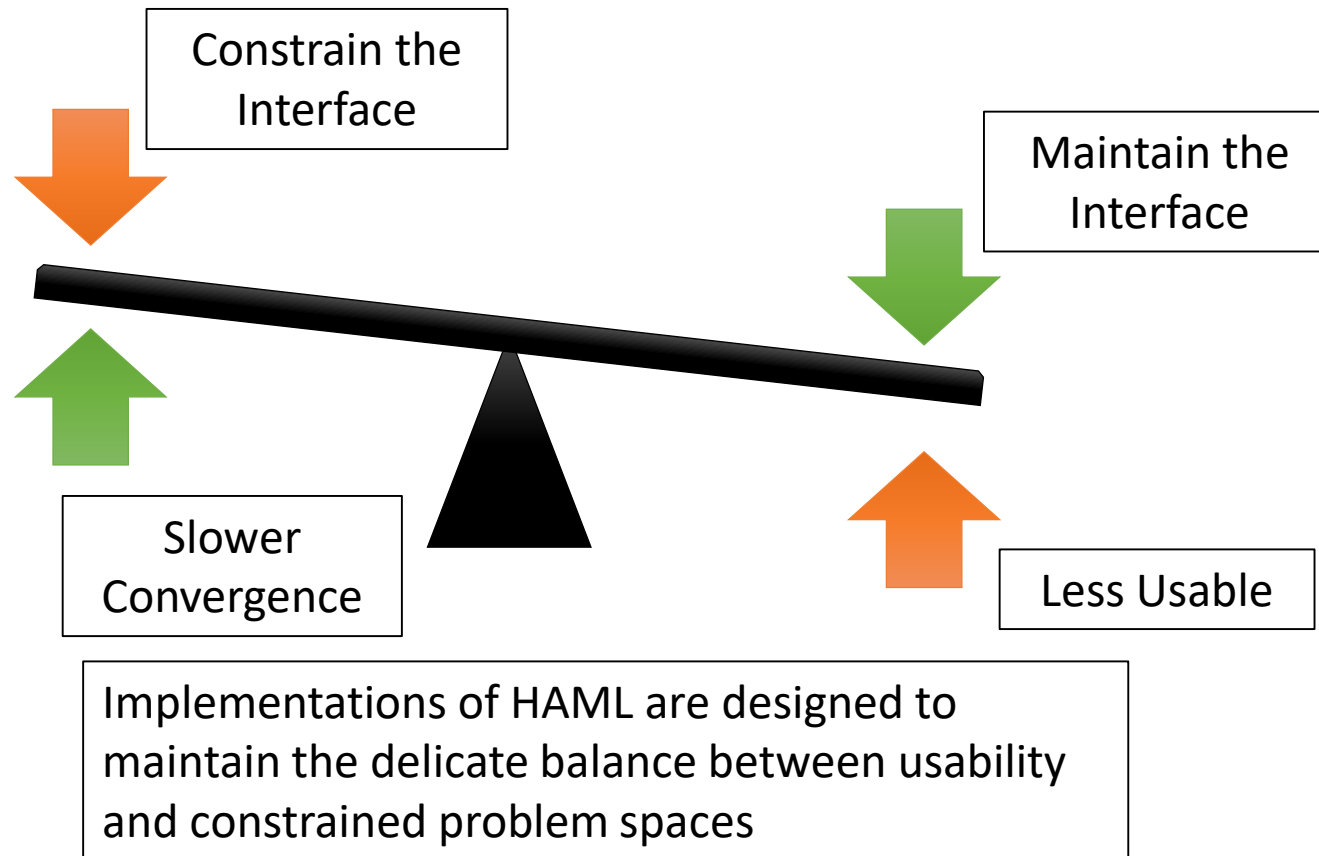 Constrain the
Interface
Maintain the
Interface
Slower
Convergence
Less Usable
Implementations of HAML are designed to
maintain the delicate balance between usability
and constrained problem spaces